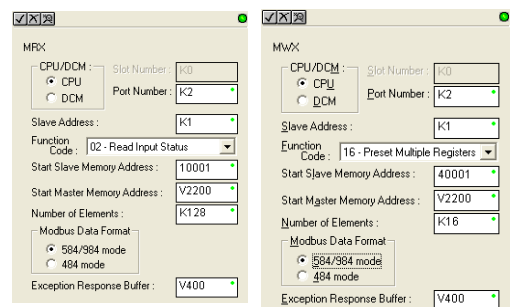 MRX
CPU/DCM :
CPU
DCM
Slot Number : K0
Port Number : K2
Slave Address : K1
Function
Code : 02 - Read Input Status
Start Slave Memory Address : 10001
Start Master Memory Address : V2200
Number of Elements : K128
Modbus Data Format
584/984 mode
484 mode
Exception Response Buffer : V400
MWX
CPU/DCM :
CPU
DCM
Slot Number : K0
Port Number : K2
Slave Address : K1
Function
Code : 16 - Preset Multiple Registers
Start Slave Memory Address : 40001
Start Master Memory Address : V2200
Number of Elements : K16
Modbus Data Format
584/984 mode
484 mode
Exception Response Buffer : V400